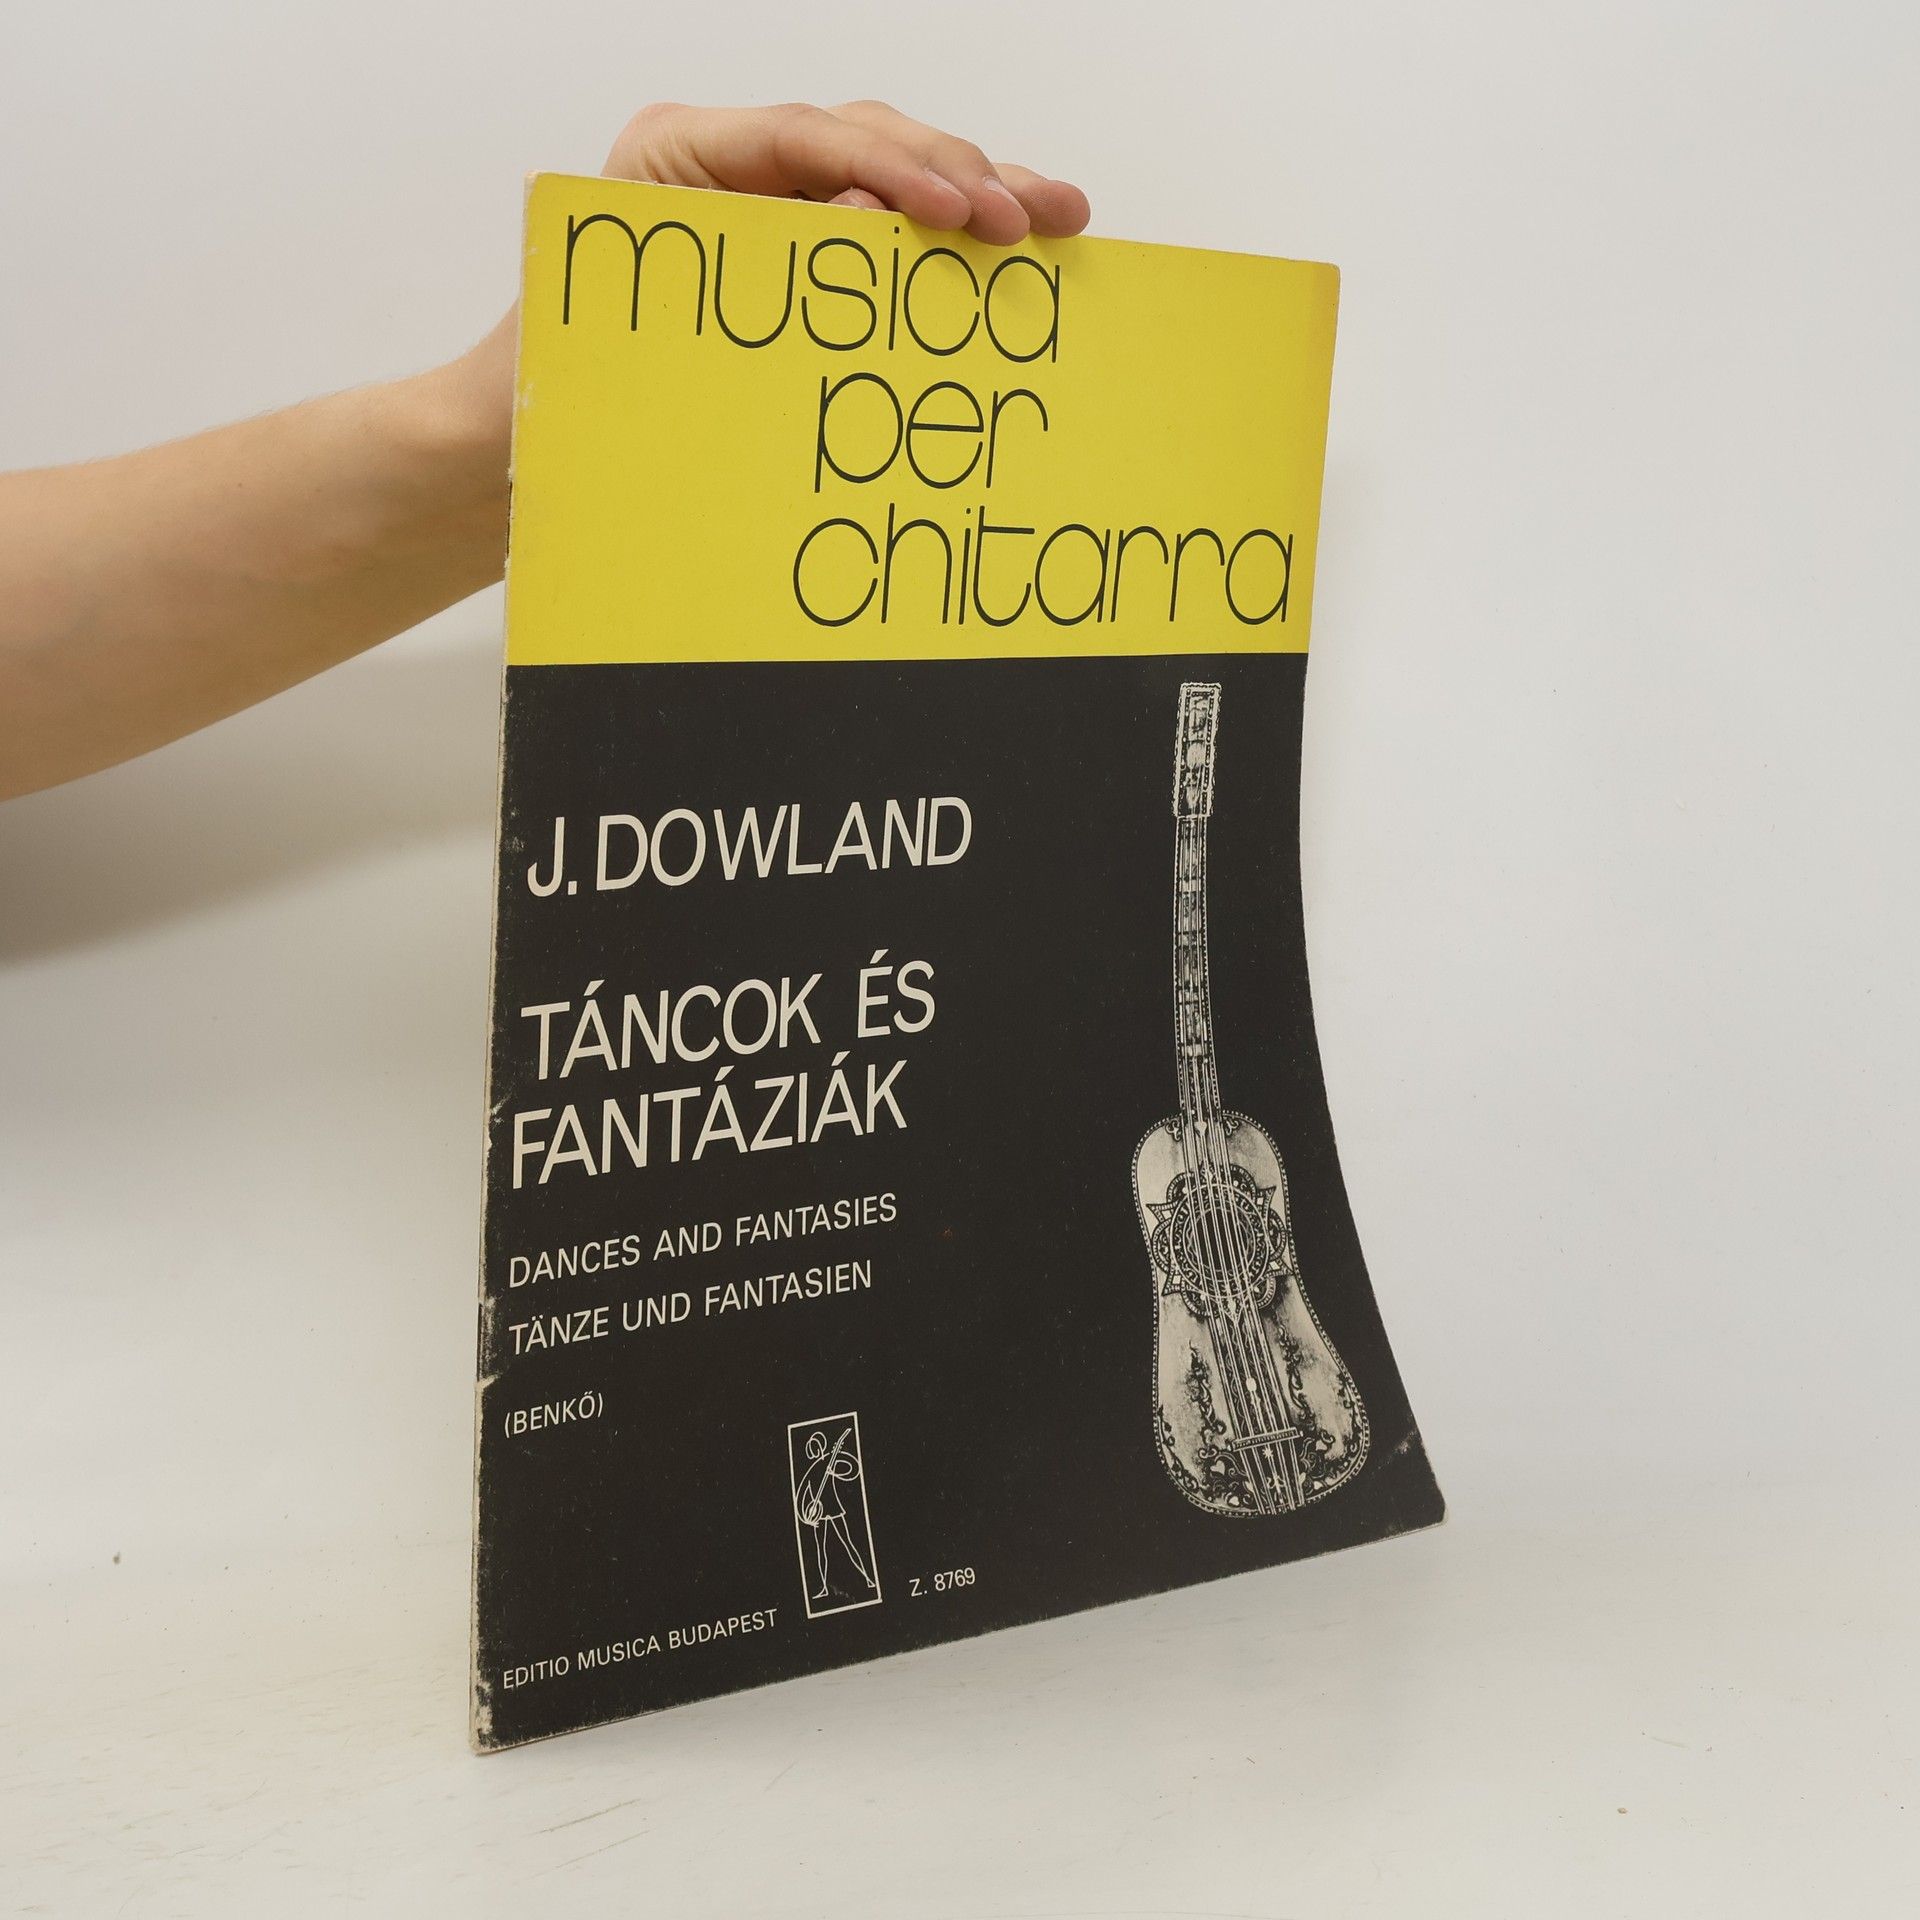 musica
per
chitarra
J. DOWLAND
TÁNCOK ÉS
FANTÁZIÁK
DANCES AND FANTASIES
TÄNZE UND FANTASIEN
(BENKŐ)
EDITIO MUSICA BUDAPEST
Z. 8769